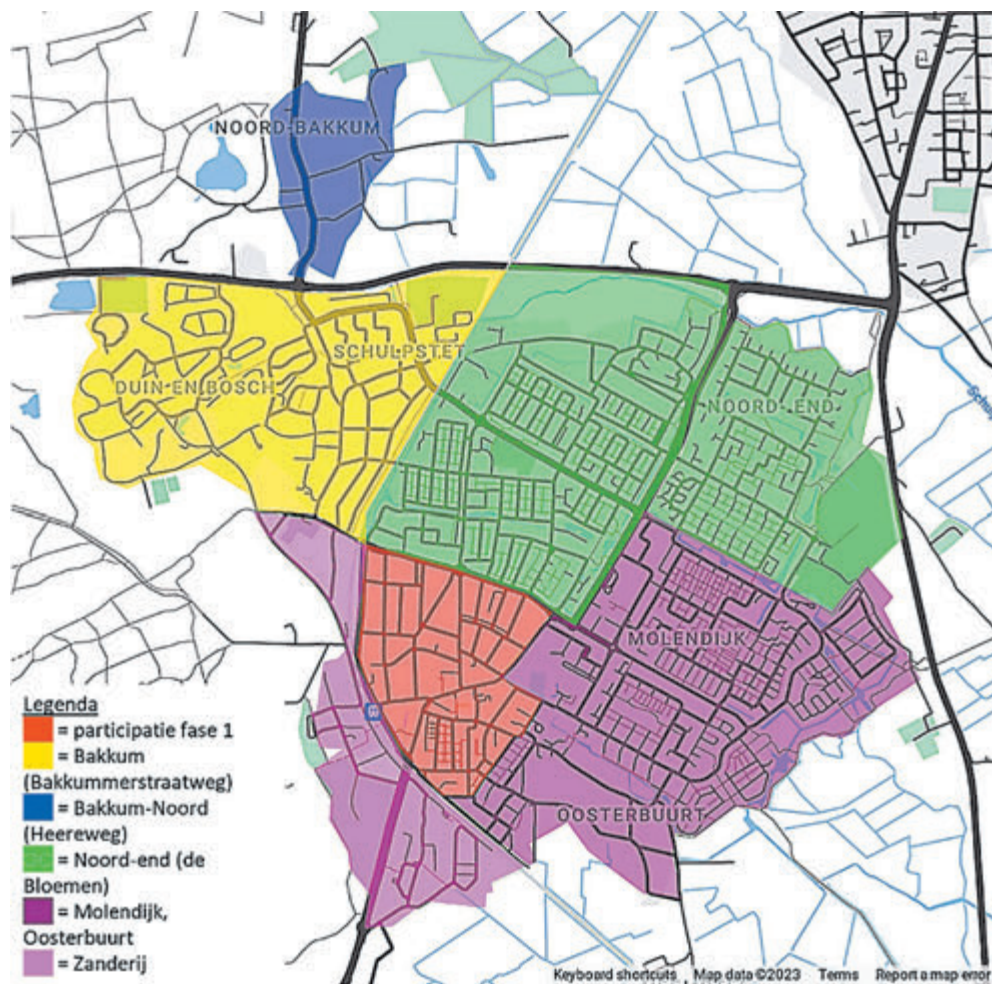 NOORD-BAKKUM
SCHULPSTET
DUIN EN BOSCH
NOORD-END
MOLENDIJK
OOSTERBUURT
Legenda
= participatie fase 1
= Bakkum
(Bakkummerstraatweg)
= Bakkum-Noord
(Heereweg)
= Noord-end (de
Bloemen)
= Molendijk,
Oosterbuurt
= Zanderij
Keyboard shortcuts Map data ©2023 Terms Report a map error